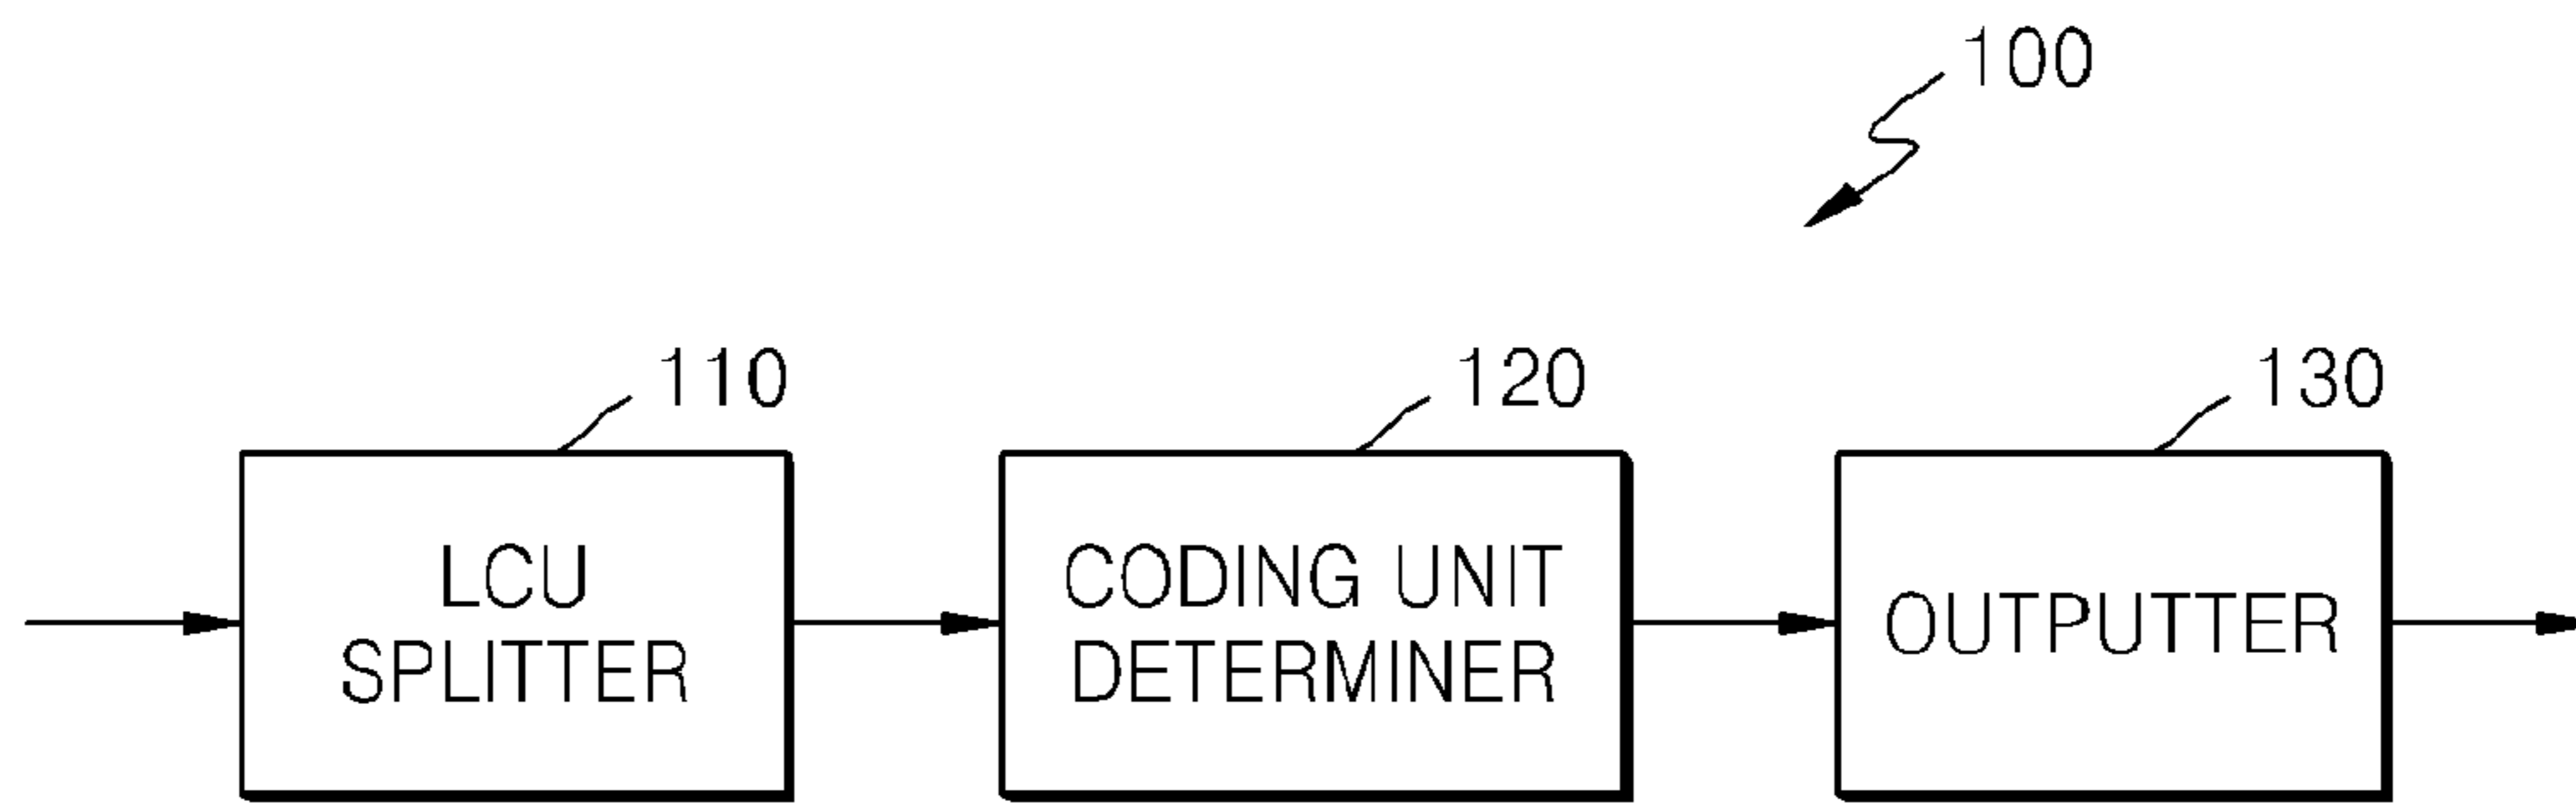 100
110
120
130
LCU
SPLITTER
CODING UNIT
DETERMINER
OUTPUTTER